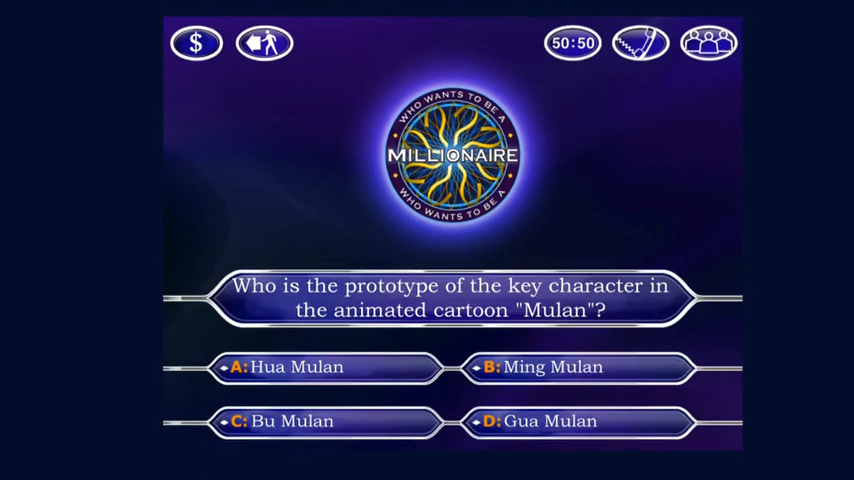 $
50:50
WHO WANTS TO BE A
MILLIONAIRE
WHO WANTS TO BE A
Who is the prototype of the key character in
the animated cartoon "Mulan"?
A: Hua Mulan
B: Ming Mulan
C: Bu Mulan
D: Gua Mulan